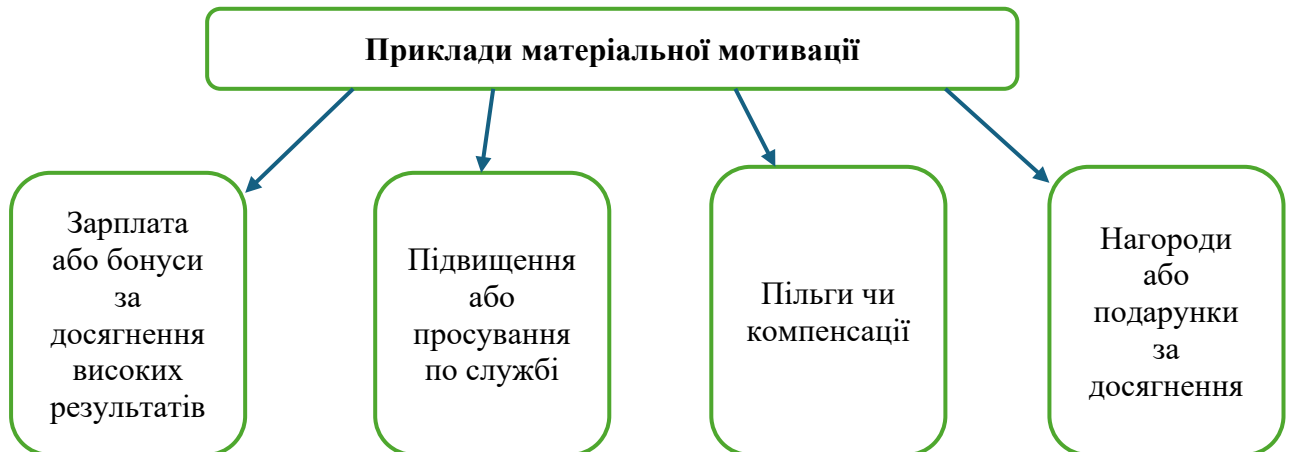 Приклади матеріальної мотивації
Зарплата
або бонуси
за
досягнення
високих
результатів
Підвищення
або
просування
по службі
Пільги чи
компенсації
Нагороди
або
подарунки
за
досягнення